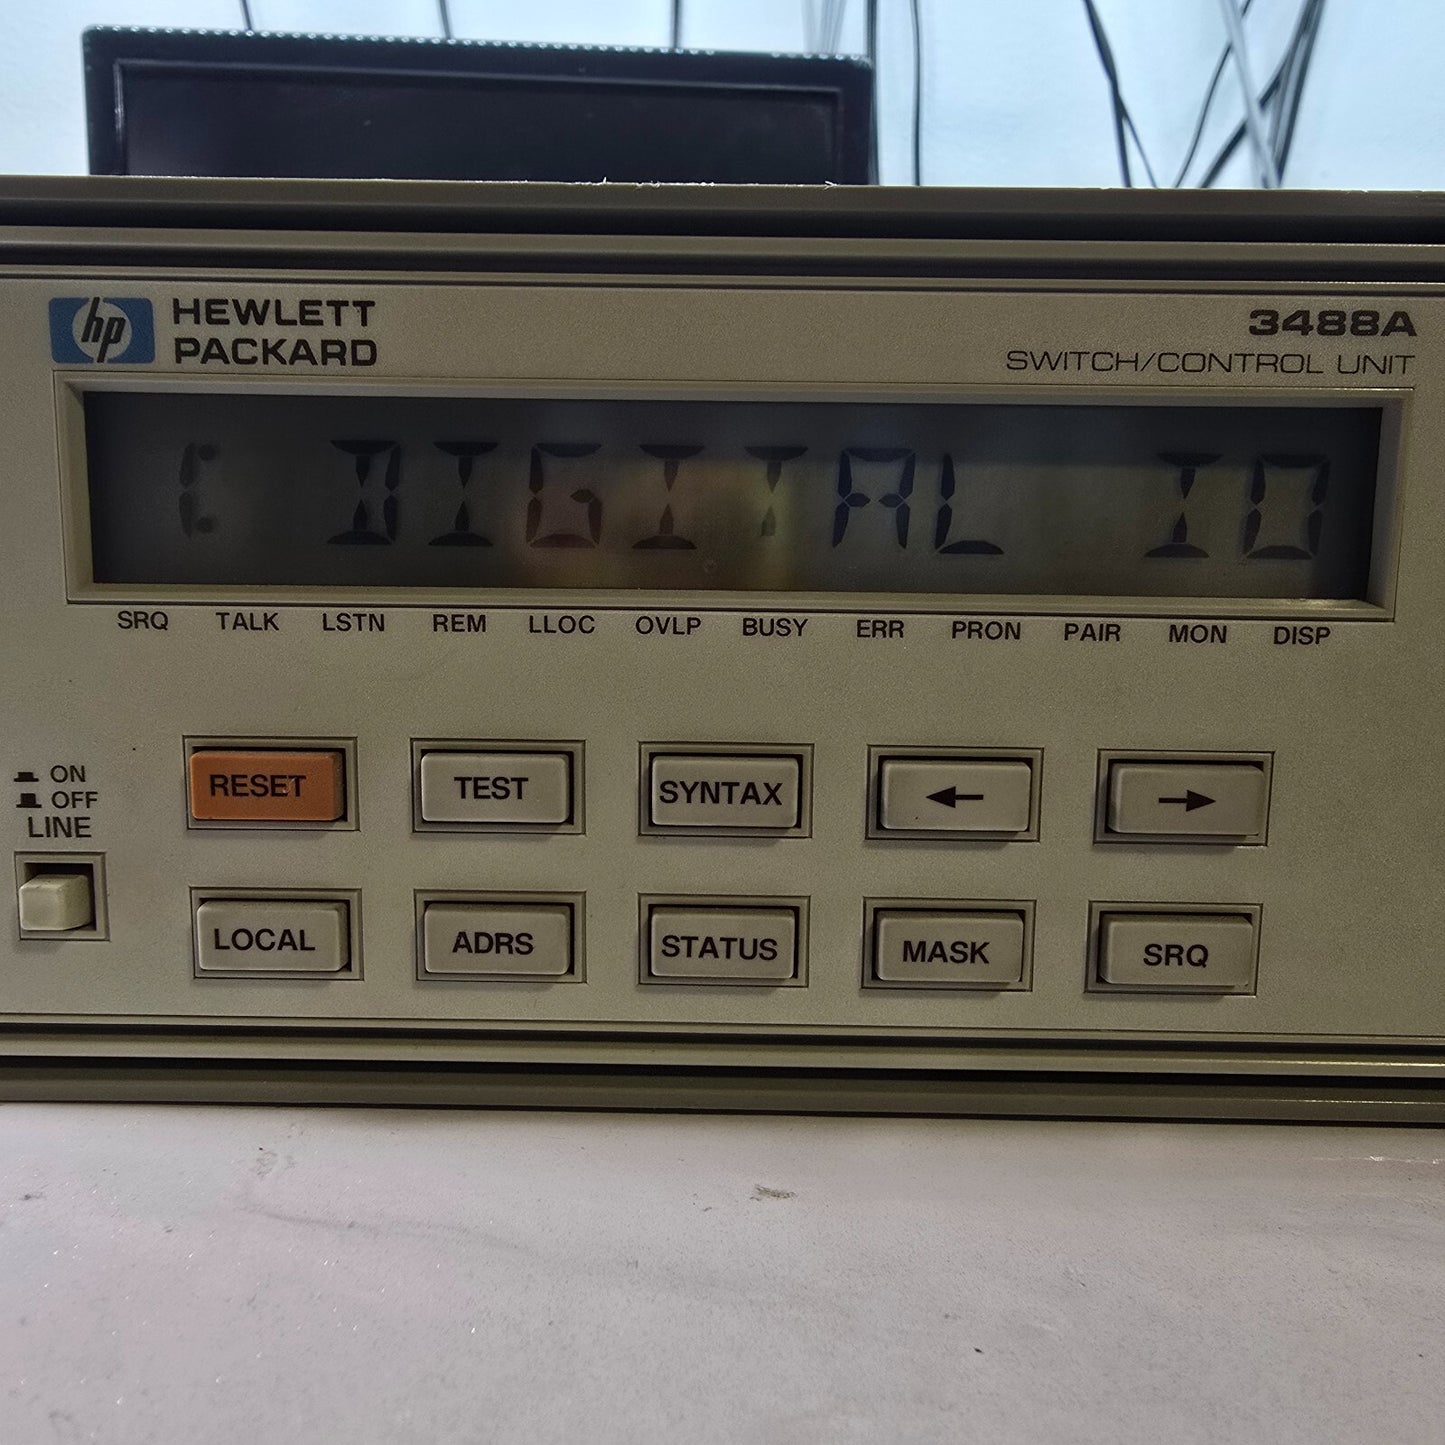 hp HEWLETT
PACKARD
3488A
SWITCH/CONTROL UNIT
DIGITAL IO
SRQ TALK LSTN REM LLOC OVLP BUSY ERR PRON PAIR MON DISP
ON
OFF
LINE
RESET TEST SYNTAX ← →
LOCAL ADRS STATUS MASK SRQ